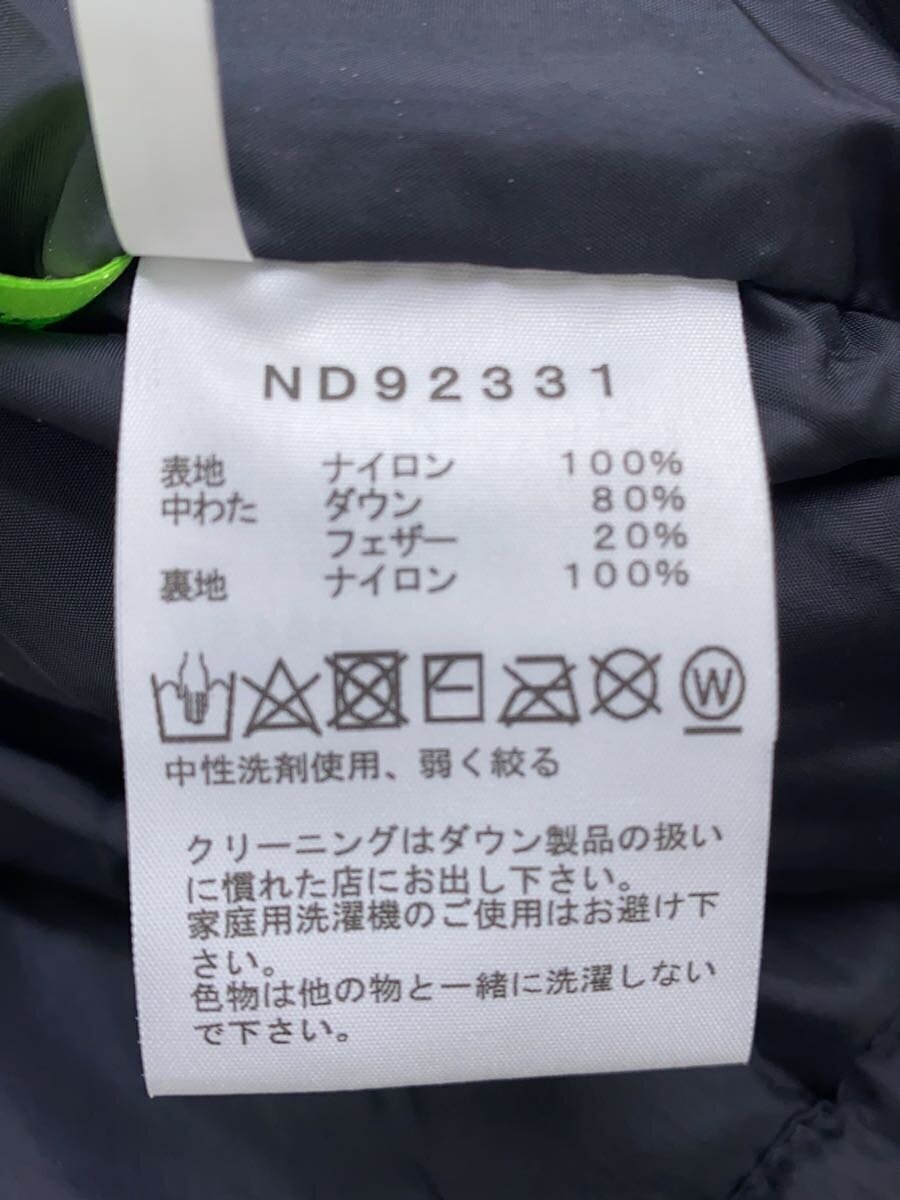 ND92331
表地 ナイロン 100%
中わた ダウン 80%
フェザー 20%
裏地 ナイロン 100%
W
中性洗剤使用、弱く絞る
クリーニングはダウン製品の扱い
に慣れた店にお出し下さい。
家庭用洗濯機のご使用はお避け下
さい。
色物は他の物と一緒に洗濯しない
で下さい。